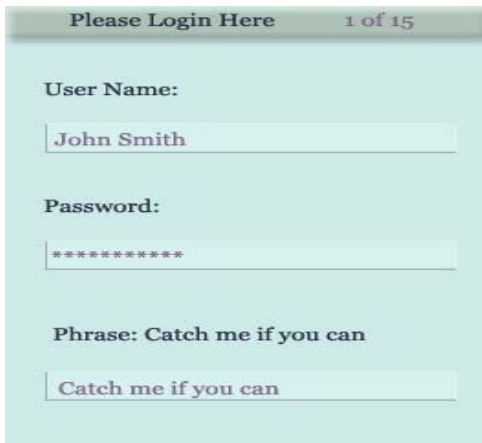 Please Login Here 1 of 15
User Name:
John Smith
Password:
***********
Phrase: Catch me if you can
Catch me if you can